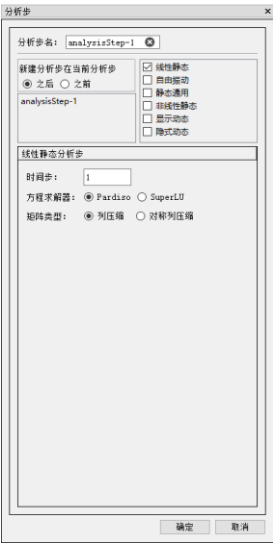 分析步
分析步名: analysisStep-1
新建分析步在当前分析步
之后 之前
analysisStep-1
线性静态
自由振动
静态通用
非线性静态
显示动态
隐式动态
线性静态分析步
时间步: 1
方程求解器: Pardiso SuperLU
矩阵类型: 列压缩 对称列压缩
确定 取消